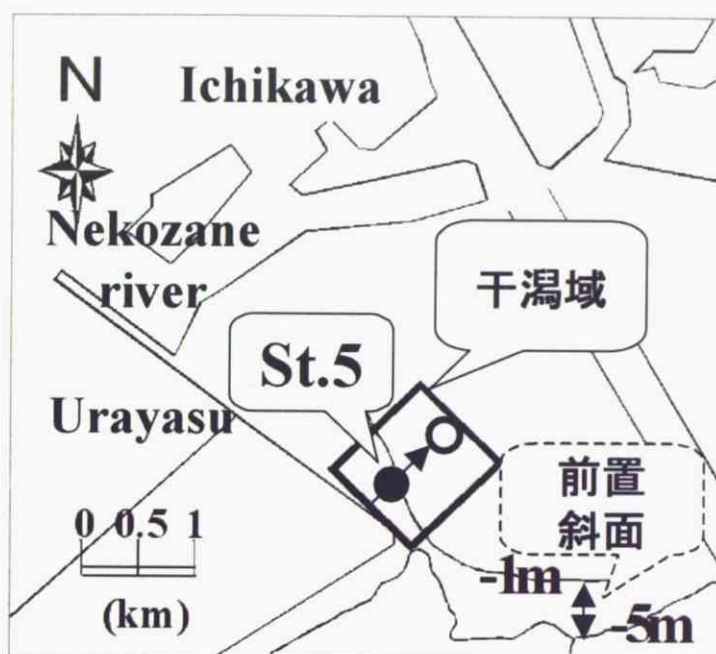 N
Ichikawa
Nekozane
river
干潟域
St.5
Urayasu
前置
斜面
0 0.5 1
(km)
-1m
-5m